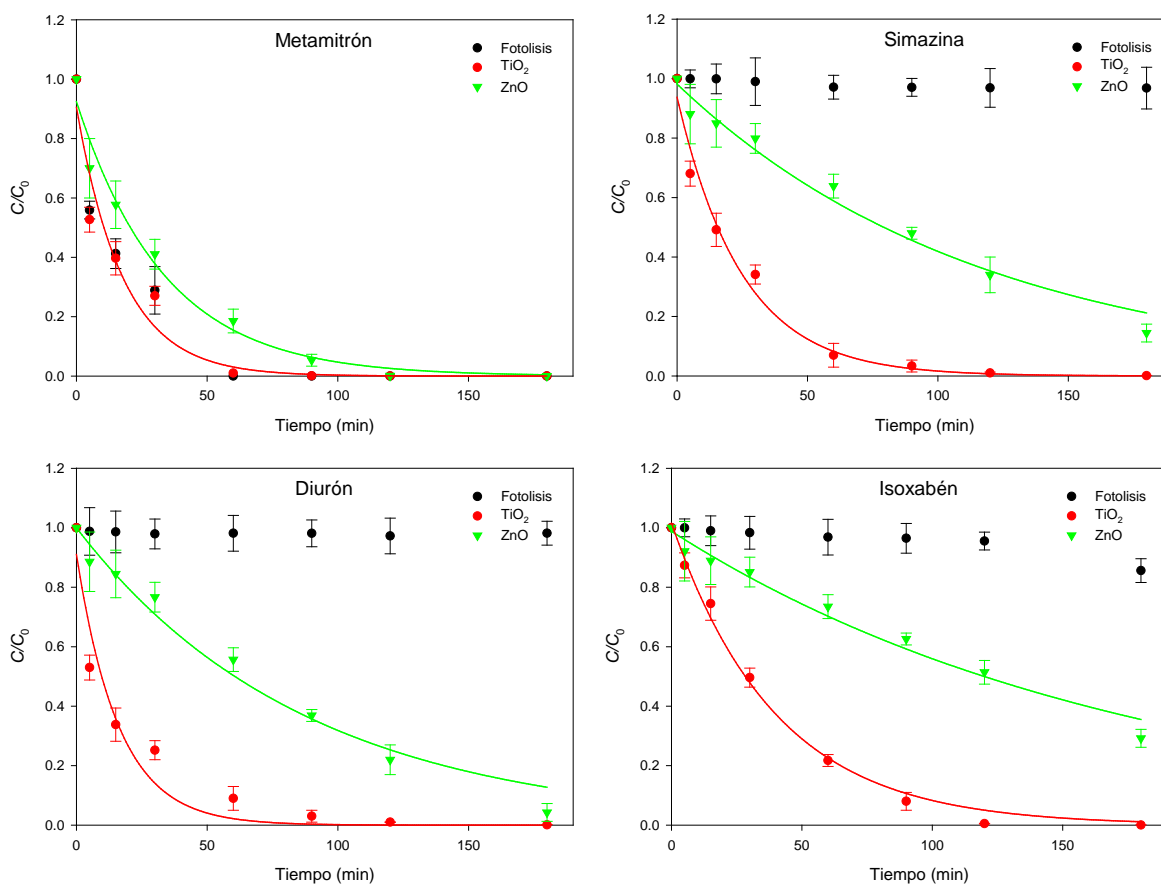 Metamitrón
Fotolisis
TiO2
ZnO
C/C0
1.2
1.0
0.8
0.6
0.4
0.2
0.0
0
50
100
150
Tiempo (min)
Simazina
Fotolisis
TiO2
ZnO
C/C0
1.2
1.0
0.8
0.6
0.4
0.2
0.0
0
50
100
150
Tiempo (min)
Diurón
Fotolisis
TiO2
ZnO
C/C0
1.2
1.0
0.8
0.6
0.4
0.2
0.0
0
50
100
150
Tiempo (min)
Isoxabén
Fotolisis
TiO2
ZnO
C/C0
1.2
1.0
0.8
0.6
0.4
0.2
0.0
0
50
100
150
Tiempo (min)